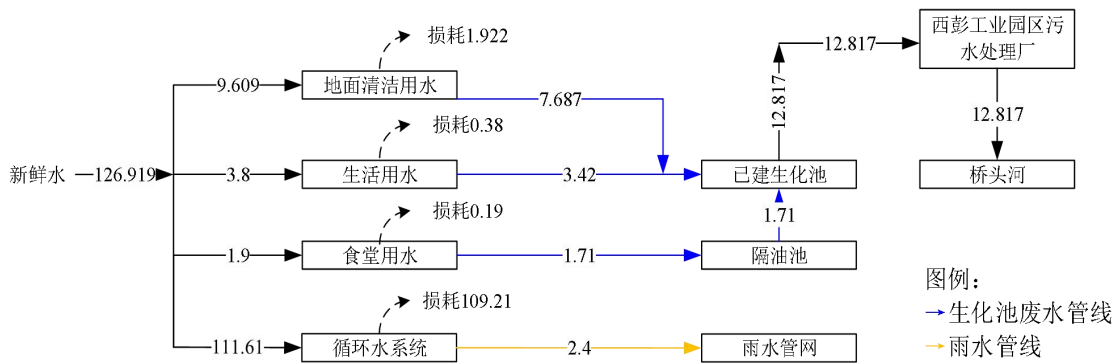 损耗1.922
西彭工业园区污
水处理厂
12.817
9.609
地面清洁用水
7.687
12.817
12.817
损耗0.38
新鲜水
126.919
3.8
生活用水
3.42
已建生化池
桥头河
损耗0.19
1.71
1.9
食堂用水
1.71
隔油池
图例：
生化池废水管线
雨水管线
损耗109.21
111.61
循环水系统
2.4
雨水管网